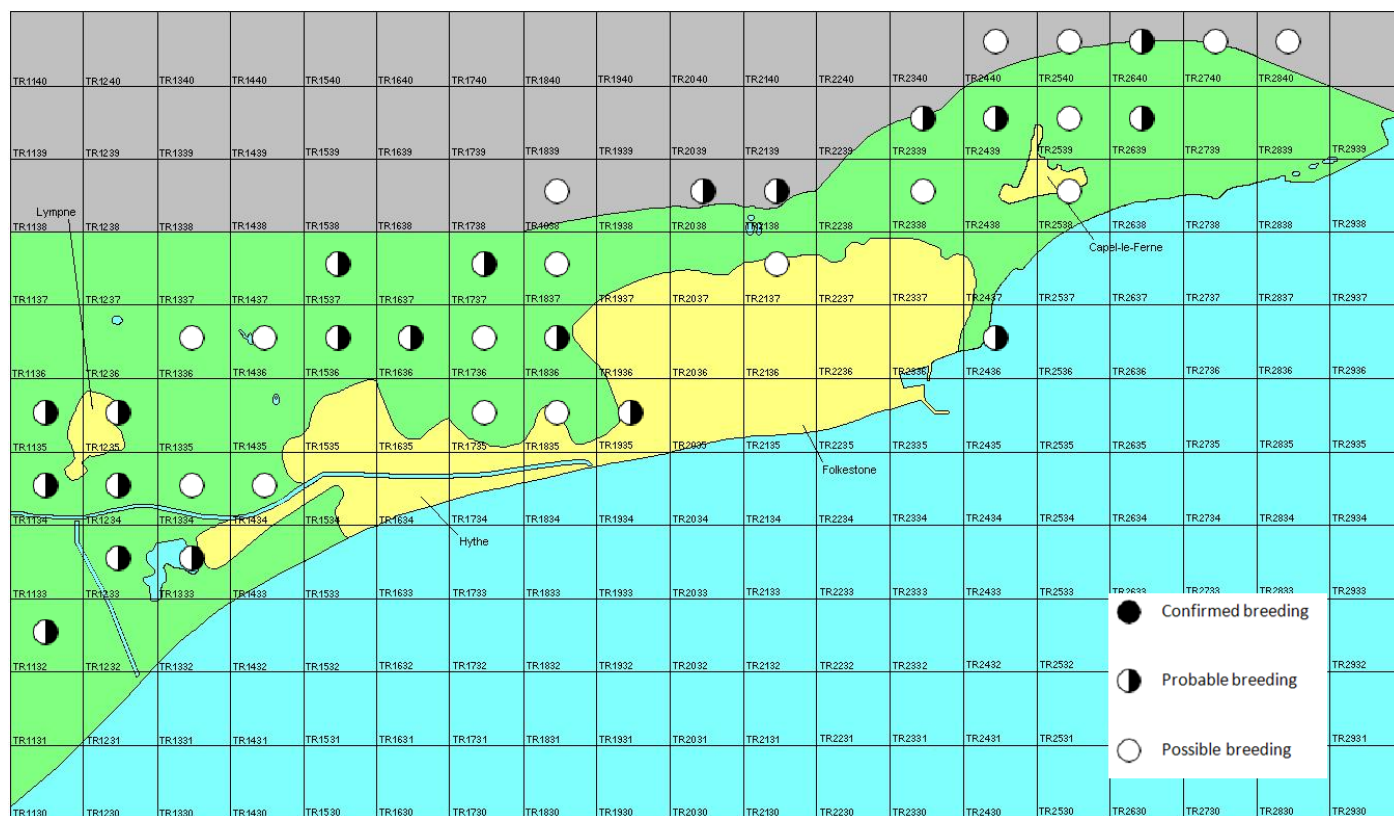 TR1140 TR1240 TR1340 TR1440 TR1540 TR1640 TR1740 TR1840 TR1940 TR2040 TR2140 TR2240 TR2340 TR2440 TR2540 TR2640 TR2740 TR2840
TR1139 TR1239 TR1339 TR1439 TR1539 TR1639 TR1739 TR1839 TR1939 TR2039 TR2139 TR2239 TR2339 TR2439 TR2539 TR2639 TR2739 TR2839 TR2939
Lympne
TR1138 TR1238 TR1338 TR1438 TR1538 TR1638 TR1738 TR1938 TR2038 TR2138 TR2238 TR2338 TR2438 TR2538 TR2638 TR2738 TR2838 TR2938
Capel-le-Ferne
TR1137 TR1237 TR1337 TR1437 TR1537 TR1637 TR1737 TR1837 TR1937 TR2037 TR2137 TR2237 TR2337 TR2437 TR2537 TR2637 TR2737 TR2837 TR2937
TR1136 TR1236 TR1336 TR1436 TR1536 TR1636 TR1736 TR1836 TR1936 TR2036 TR2136 TR2236 TR2336 TR2436 TR2536 TR2636 TR2736 TR2836 TR2936
TR1135 TR1235 TR1335 TR1435 TR1535 TR1635 TR1735 TR1835 TR1935 TR2035 TR2135 TR2235 TR2335 TR2435 TR2535 TR2635 TR2735 TR2835 TR2935
Folkestone
TR1134 TR1234 TR1334 TR1434 TR1534 TR1634 TR1734 TR1834 TR1934 TR2034 TR2134 TR2234 TR2334 TR2434 TR2534 TR2634 TR2734 TR2834 TR2934
Hythe
TR1133 TR1233 TR1333 TR1433 TR1533 TR1633 TR1733 TR1833 TR1933 TR2033 TR2133 TR2233 TR2333 TR2433 TR2533 TR2633 TR2733 TR2833 TR2933
Confirmed breeding
TR1132 TR1232 TR1332 TR1432 TR1532 TR1632 TR1732 TR1832 TR1932 TR2032 TR2132 TR2232 TR2332 TR2432 TR2532 TR2932
Probable breeding
TR1131 TR1231 TR1331 TR1431 TR1531 TR1631 TR1731 TR1831 TR1931 TR2031 TR2131 TR2231 TR2331 TR2431 TR2531 TR2931
Possible breeding
TR1130 TR1230 TR1330 TR1430 TR1530 TR1630 TR1730 TR1830 TR1930 TR2030 TR2130 TR2230 TR2330 TR2430 TR2530 TR2630 TR2730 TR2830 TR2930